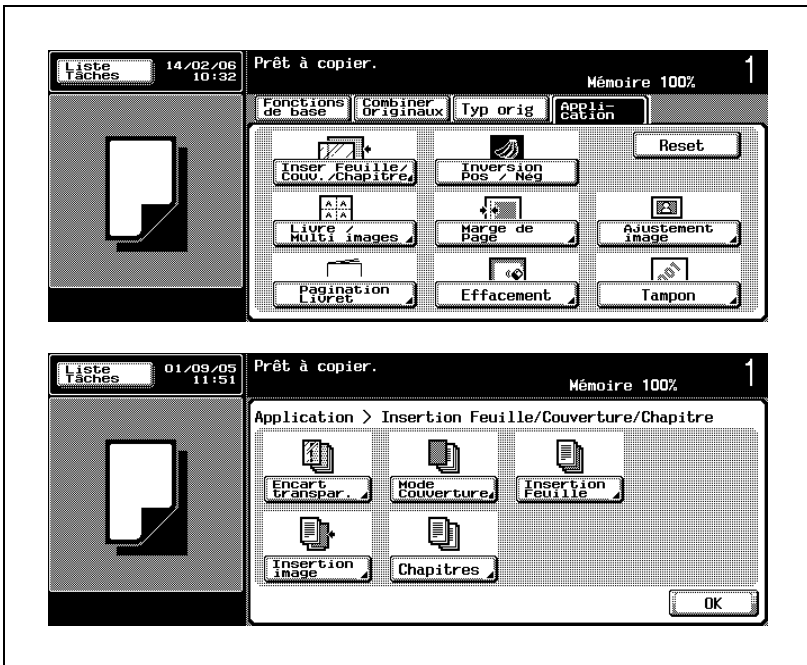 Liste
Tâches
14/02/06
10:32
Prêt à copier.
Mémoire 100%
1
Fonctions
de base
Combiner
Originaux
Typ orig
Appli-
cation
Inser Feuille/
Couv./Chapitre
Inversion
Pos / Nég
Reset
Livre /
Multi images
Marge de
Page
Ajustement
image
Pagination
Livret
Effacement
Tampon
Liste
Tâches
01/09/05
11:51
Prêt à copier.
Mémoire 100%
1
Application > Insertion Feuille/Couverture/Chapitre
Encart
transpar.
Mode
Couverture
Insertion
Feuille
Insertion
image
Chapitres
OK